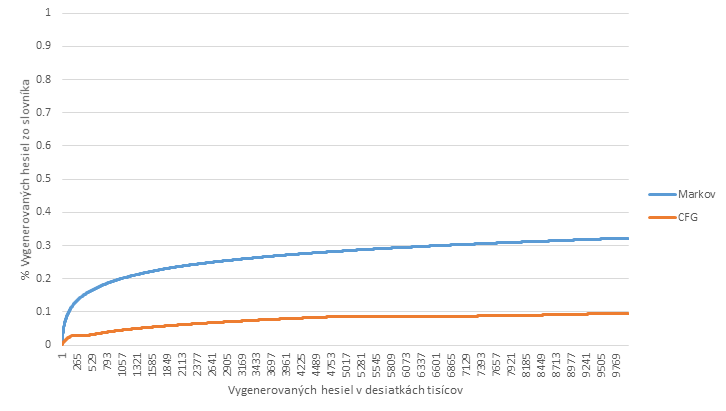 1
0.9
0.8
0.7
0.6
0.5
0.4
0.3
0.2
0.1
0
% Vygenerovaných hesiel zo slovníka
1 265 529 793 1057 1321 1585 1849 2113 2377 2641 2905 3169 3433 3697 3961 4225 4489 4753 5017 5281 5545 5809 6073 6337 6601 6865 7129 7393 7657 7921 8185 8449 8713 8977 9241 9505 9769
Vygenerovaných hesiel v desiatkách tisícov
Markov
CFG